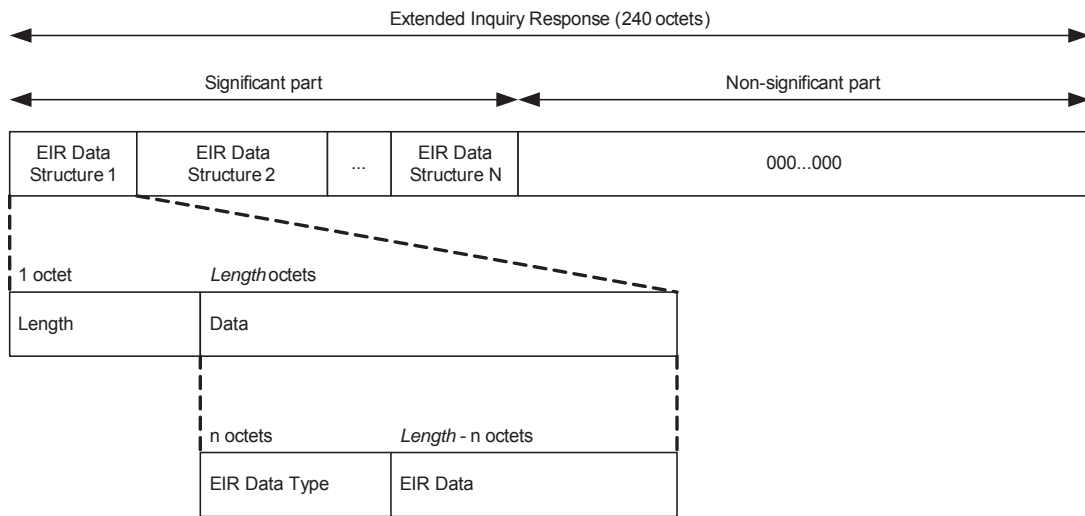 Extended Inquiry Response (240 octets)
Significant part
Non-significant part
EIR Data
Structure 1
EIR Data
Structure 2
...
EIR Data
Structure N
000...000
1 octet
Length octets
Length
Data
n octets
Length - n octets
EIR Data Type
EIR Data